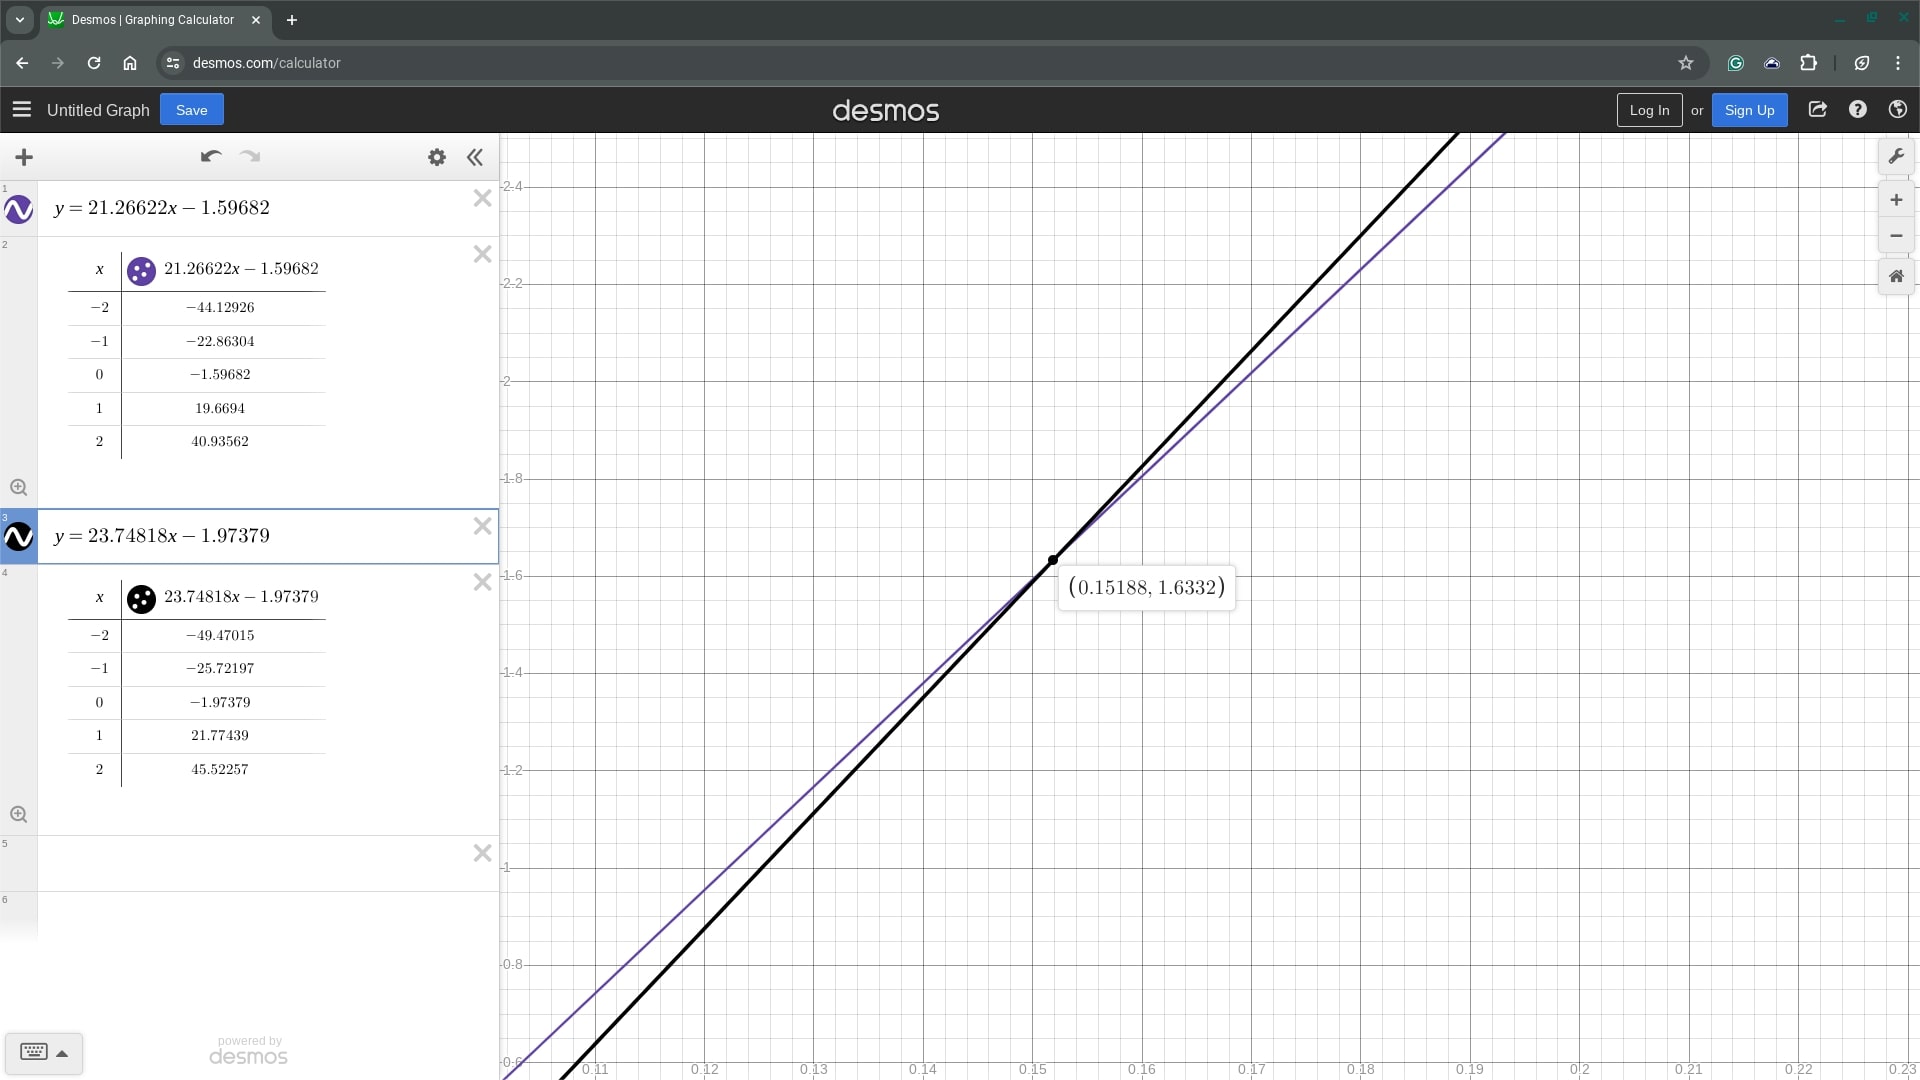 Desmos | Graphing Calculator
desmos.com/calculator
Untitled Graph Save desmos Log In or Sign Up
1
y = 21.26622x − 1.59682
2
x 21.26622x − 1.59682
−2 −44.12926
−1 −22.86304
0 −1.59682
1 19.6694
2 40.93562
3
y = 23.74818x − 1.97379
4
x 23.74818x − 1.97379
−2 −49.47015
−1 −25.72197
0 −1.97379
1 21.77439
2 45.52257
5
6
powered by
desmos
2.4
2.2
2
1.8
1.6
(0.15188, 1.6332)
1.4
1.2
1
0.8
0.6
0.11 0.12 0.13 0.14 0.15 0.16 0.17 0.18 0.19 0.2 0.21 0.22 0.23